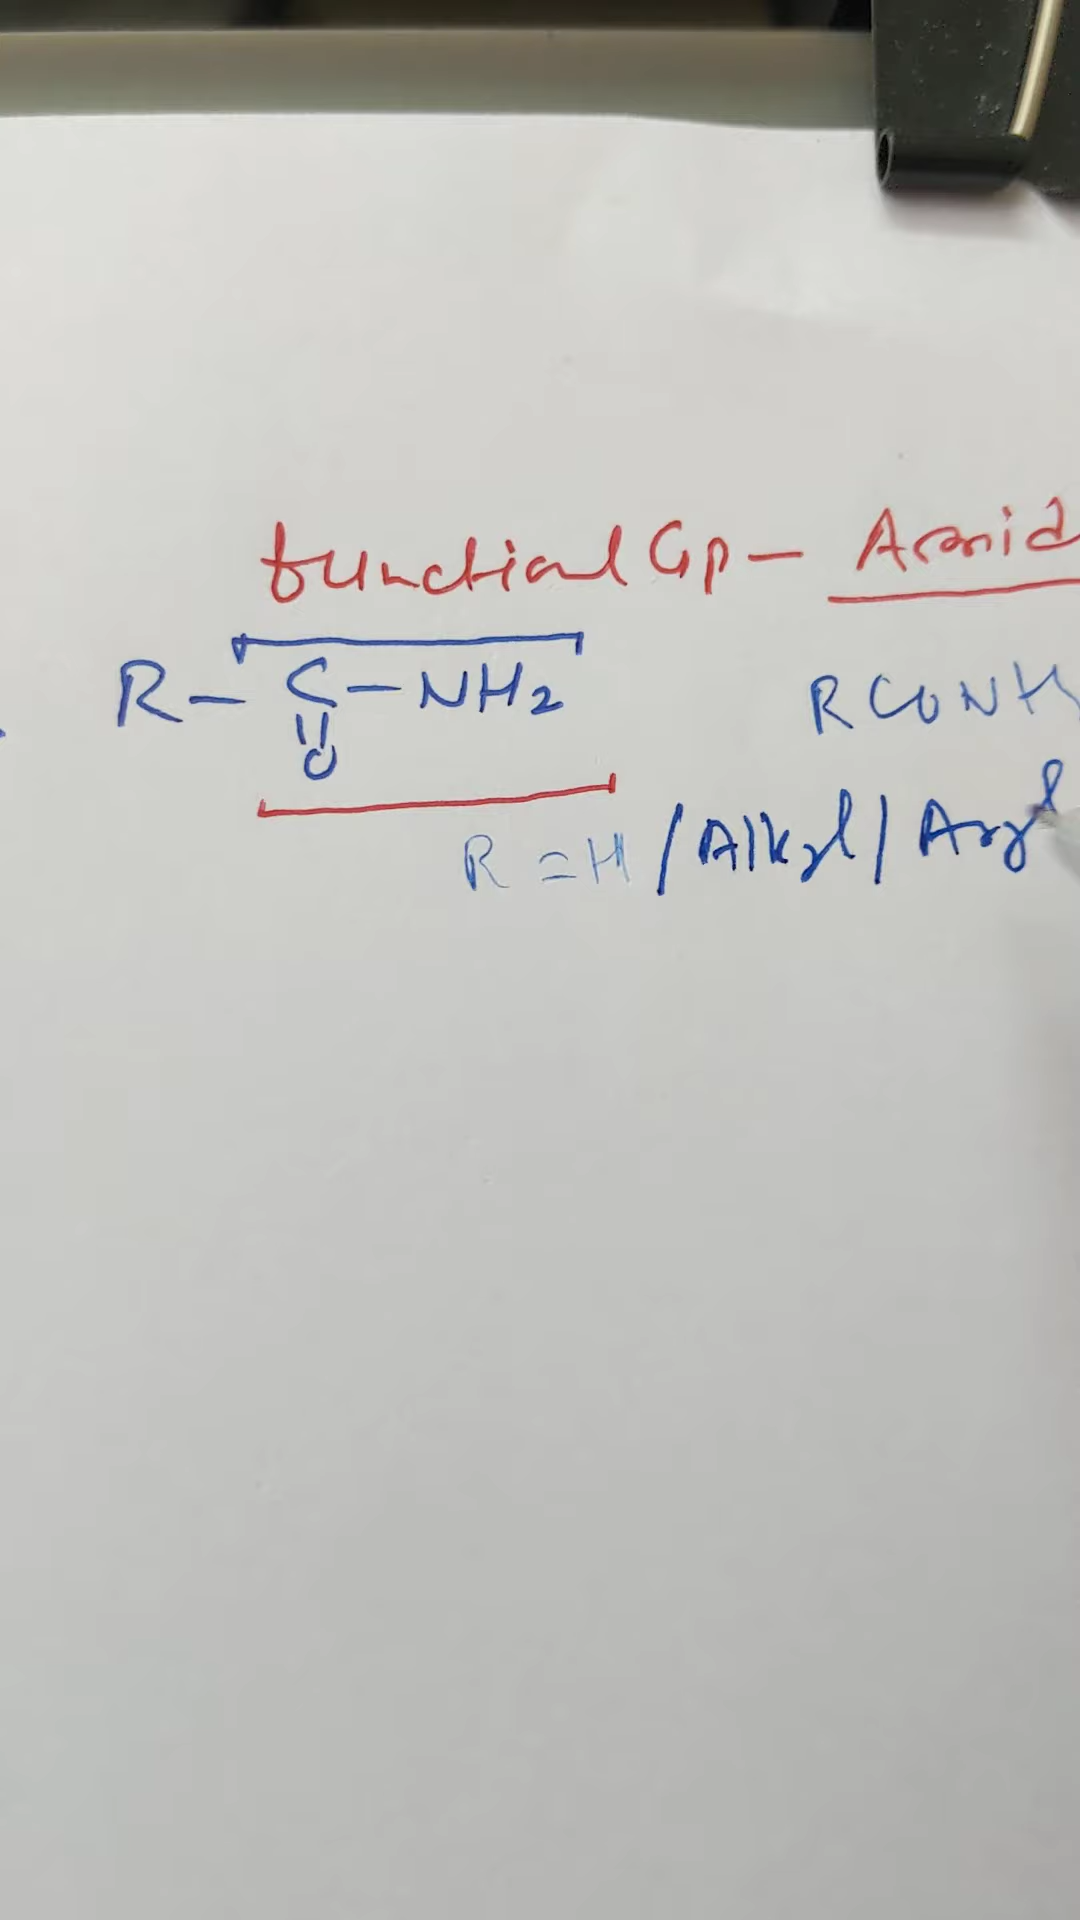 functional Gp – Amid
R – C – NH2 RCONH
||
O
R = H / Alkyl / Aryl